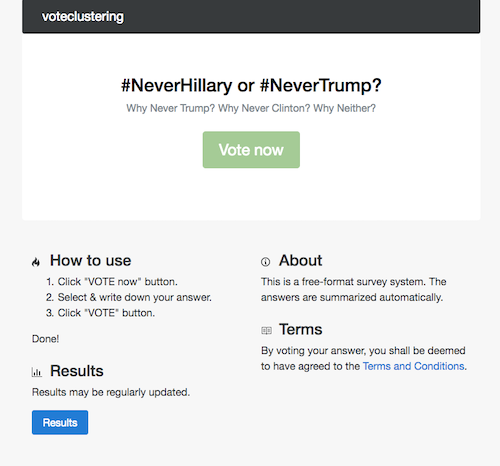 voteclustering
#NeverHillary or #NeverTrump?
Why Never Trump? Why Never Clinton? Why Neither?
Vote now
How to use
1. Click "VOTE now" button.
2. Select & write down your answer.
3. Click "VOTE" button.
Done!
Results
Results may be regularly updated.
Results
About
This is a free-format survey system. The
answers are summarized automatically.
Terms
By voting your answer, you shall be deemed
to have agreed to the Terms and Conditions.